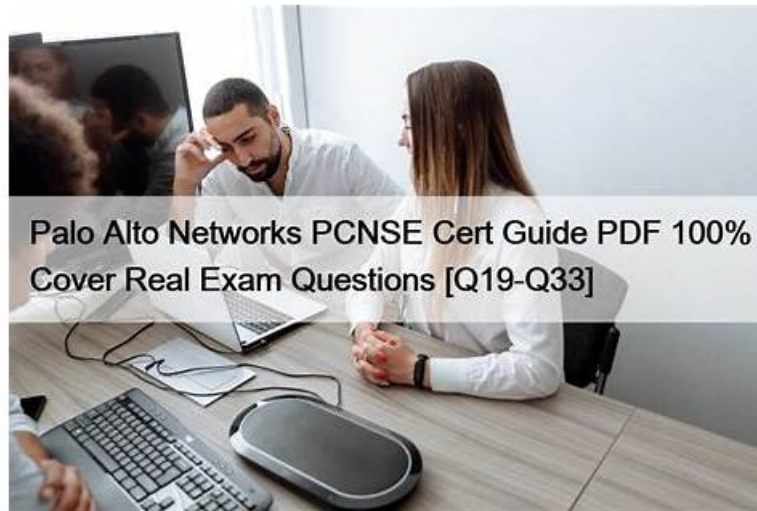 Palo Alto Networks PCNSE Cert Guide PDF 100%
Cover Real Exam Questions [Q19-Q33]